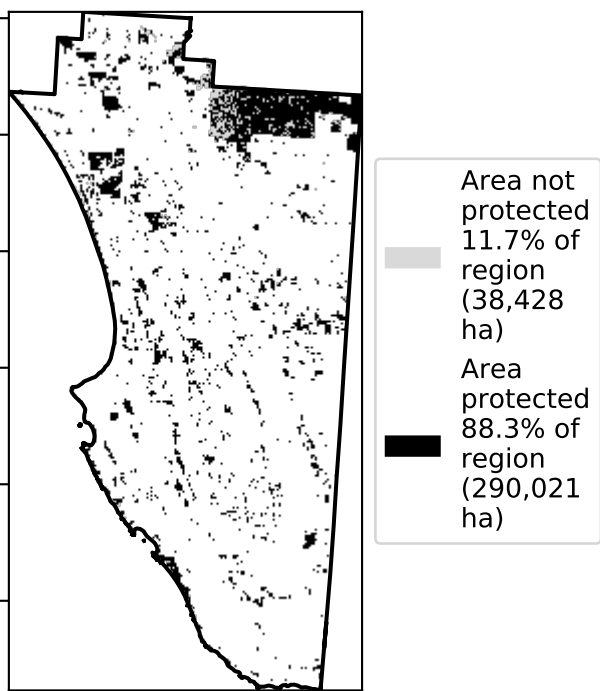 Area not
protected
11.7% of
region
(38,428
ha)
Area
protected
88.3% of
region
(290,021
ha)